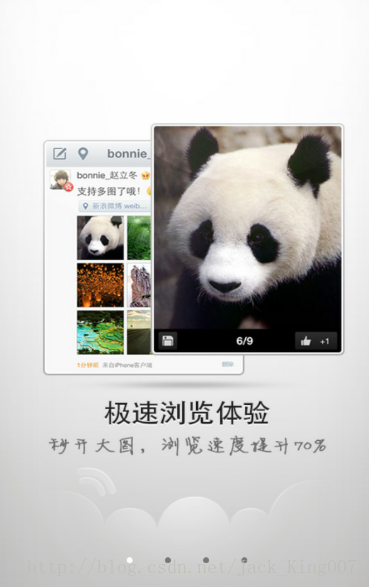 bonnie_
bonnie_赵立冬
支持多图了哦!
新浪微博 weib...
6/9
+1
1分钟前 来自iPhone客户端
极速浏览体验
秒开大图，浏览速度提升70%
http://blog.csdn.net/jack_King007